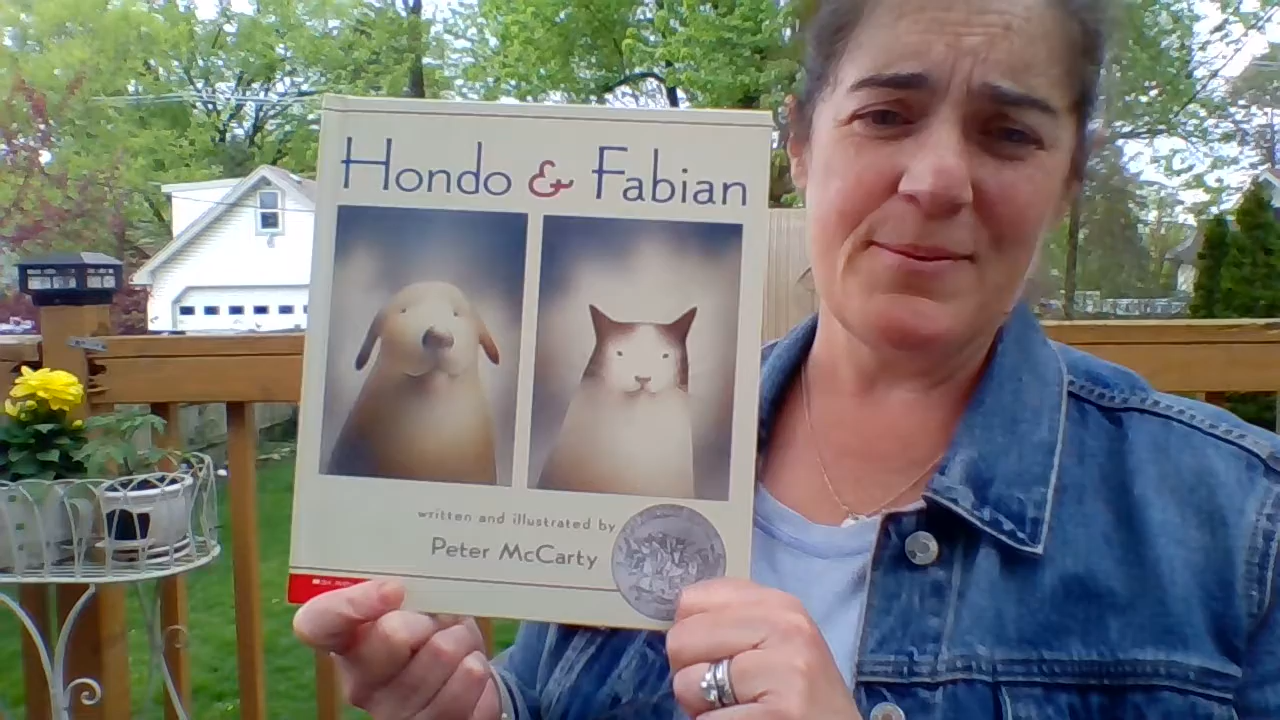 Hondo & Fabian
written and illustrated by
Peter McCarty